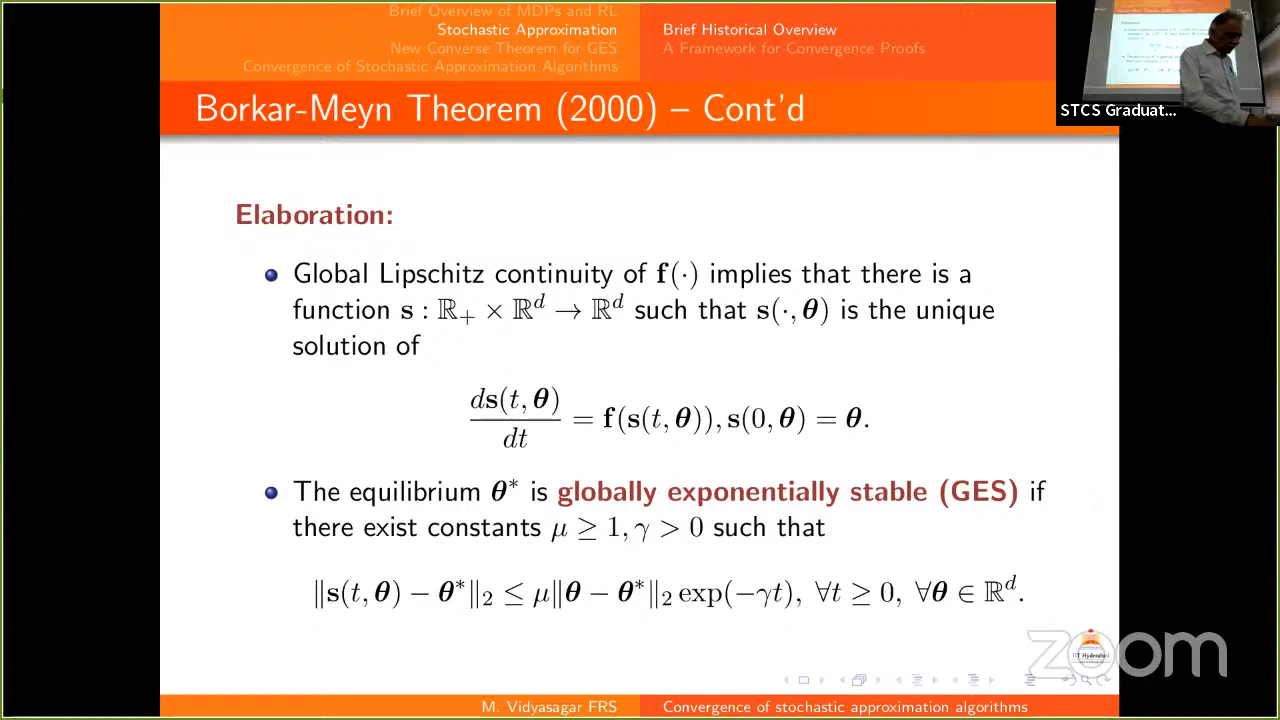 Brief Overview of MDPs and RL
Stochastic Approximation
New Converse Theorem for GES
Convergence of Stochastic Approximation Algorithms
Brief Historical Overview
A Framework for Convergence Proofs
STCS Graduat...
Borkar-Meyn Theorem (2000) – Cont'd
Elaboration:
Global Lipschitz continuity of f(·) implies that there is a
function s : ℝ₊ × ℝᵈ → ℝᵈ such that s(·, θ) is the unique
solution of
ds(t, θ)/dt = f(s(t, θ)), s(0, θ) = θ.
The equilibrium θ* is globally exponentially stable (GES) if
there exist constants μ ≥ 1, γ > 0 such that
‖s(t, θ) − θ*‖₂ ≤ μ‖θ − θ*‖₂ exp(−γt), ∀t ≥ 0, ∀θ ∈ ℝᵈ.
zoom
M. Vidyasagar FRS
Convergence of stochastic approximation algorithms